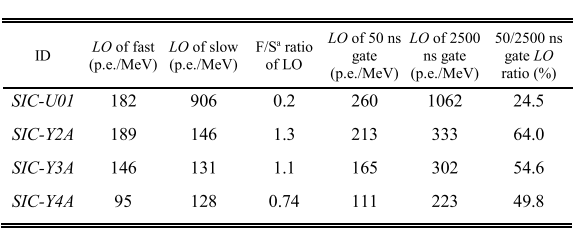 ID LO of fast (p.e./MeV) LO of slow (p.e./MeV) F/Sª ratio of LO LO of 50 ns gate (p.e./MeV) LO of 2500 ns gate (p.e./MeV) 50/2500 ns gate LO ratio (%)
SIC-U01 182 906 0.2 260 1062 24.5
SIC-Y2A 189 146 1.3 213 333 64.0
SIC-Y3A 146 131 1.1 165 302 54.6
SIC-Y4A 95 128 0.74 111 223 49.8